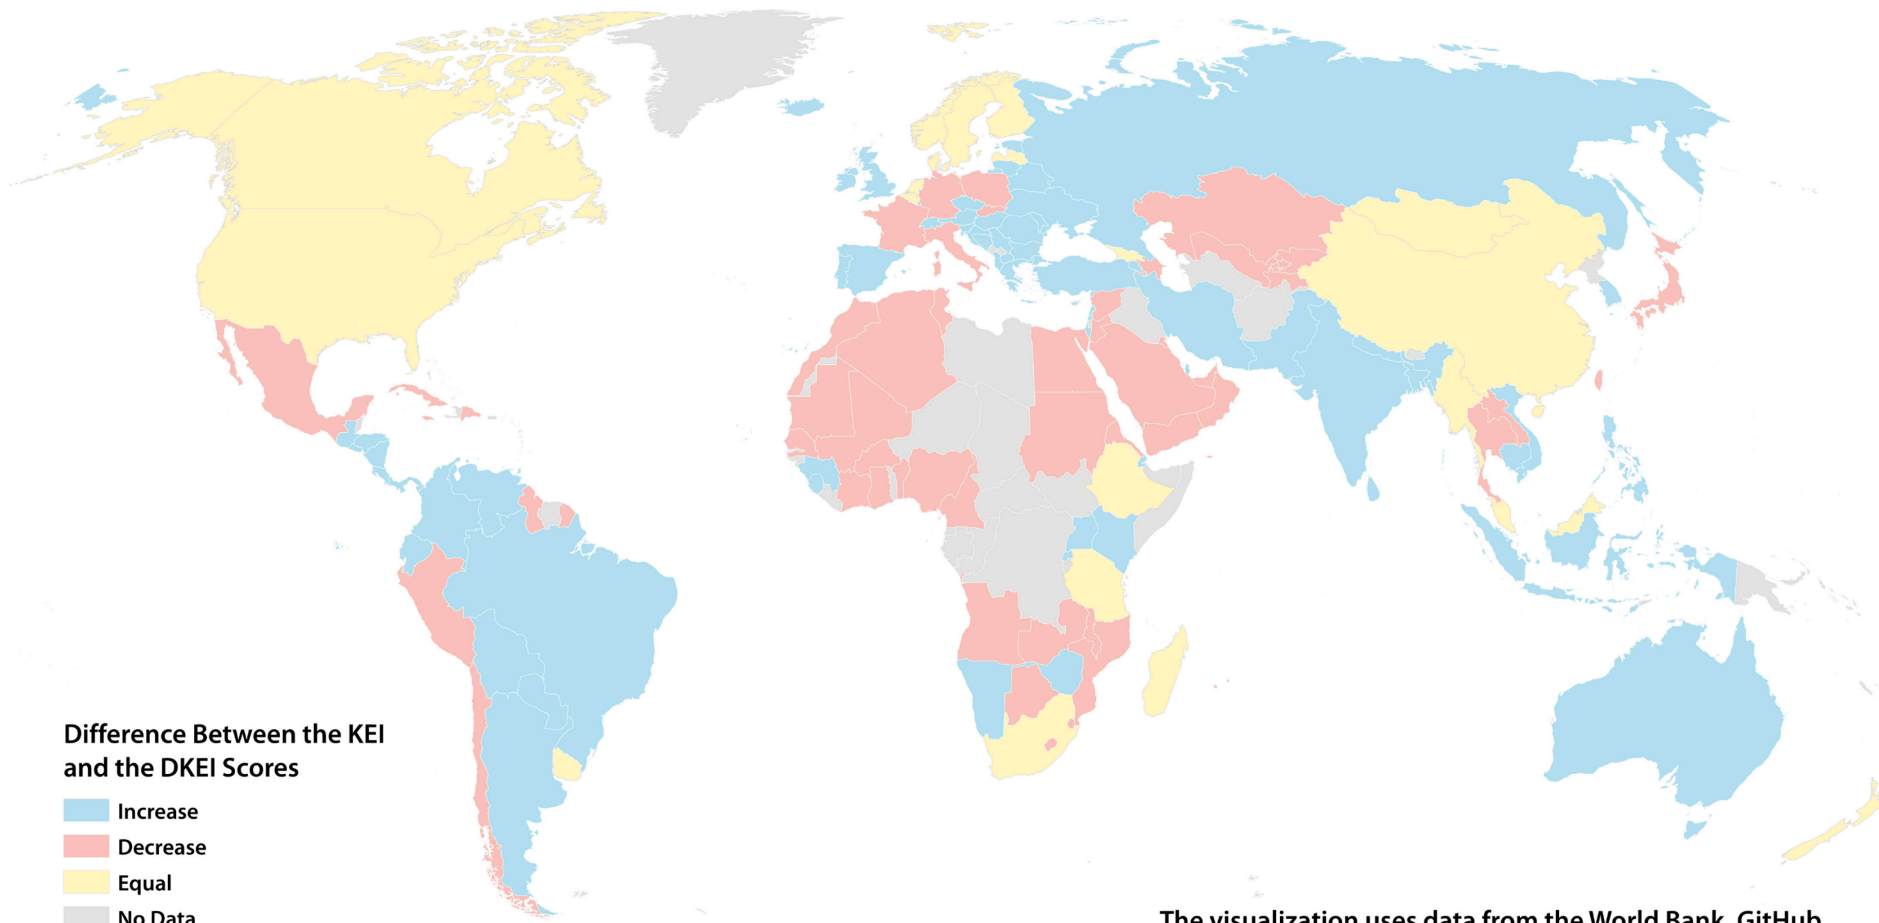 Difference Between the KEI
and the DKEI Scores
Increase
Decrease
Equal
No Data
The visualization uses data from the World Bank, GitHub